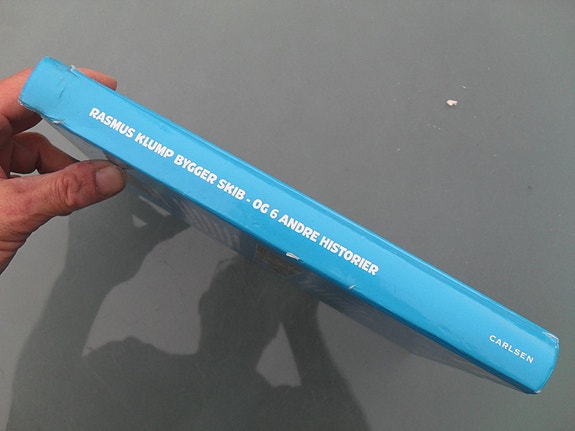 RASMUS KLUMP BYGGER SKIB - OG 6 ANDRE HISTORIER
CARLSEN